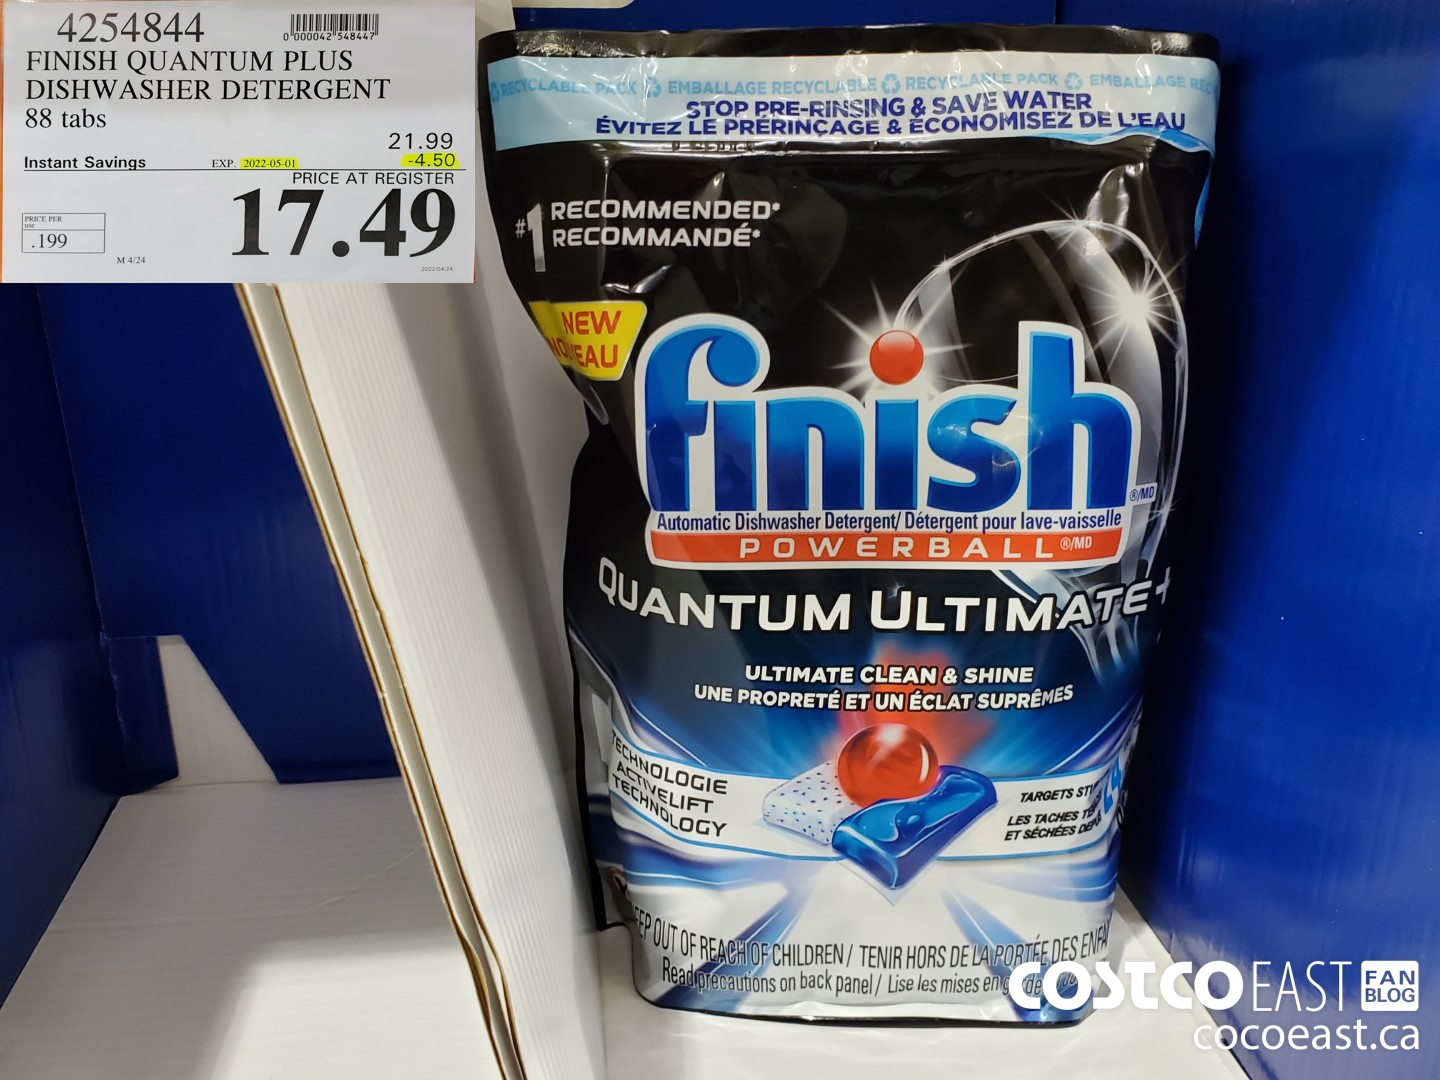 4254844
0"000042"548447"
FINISH QUANTUM PLUS
DISHWASHER DETERGENT
88 tabs
21.99
Instant Savings EXP. 2022-05-01 -4.50
PRICE AT REGISTER
17.49
PRICE PER
use
.199
M 4/24
2022/04/24
RECYCLABLE PACK EMBALLAGE RECYCLABLE RECYCLABLE PACK EMBALLAGE REC
STOP PRE-RINSING & SAVE WATER
ÉVITEZ LE PRÉRINÇAGE & ÉCONOMISEZ DE L'EAU
#1 RECOMMENDED*
RECOMMANDÉ*
NEW
NOUVEAU
finish ®/MD
Automatic Dishwasher Detergent/ Détergent pour lave-vaisselle
POWERBALL ®/MD
QUANTUM ULTIMATE+
ULTIMATE CLEAN & SHINE
UNE PROPRETÉ ET UN ÉCLAT SUPRÊMES
TECHNOLOGIE
ACTIVELIFT
TECHNOLOGY
TARGETS
LES TACHES
ET SÉCHÉES
KEEP OUT OF REACH OF CHILDREN / TENIR HORS DE LA PORTÉE DES ENFA
Read precautions on back panel / Lise les mises en
COSTCO EAST FAN
BLOG
cocoeast.ca